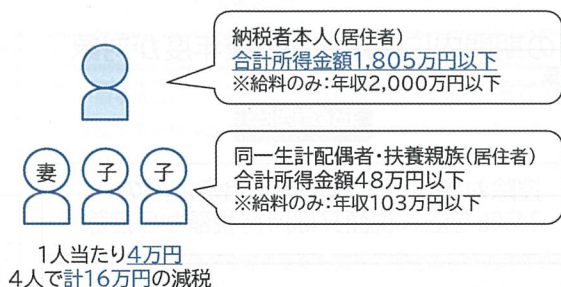 納税者本人(居住者)
合計所得金額1,805万円以下
※給料のみ:年収2,000万円以下
妻 子 子
同一生計配偶者・扶養親族(居住者)
合計所得金額48万円以下
※給料のみ:年収103万円以下
1人当たり4万円
4人で計16万円の減税